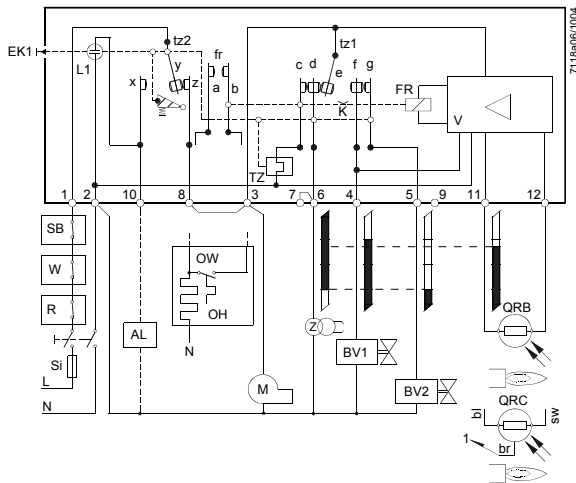 7118a06/1004
EK1
L1
tz2
fr
tz1
x
y
z
a
b
c
d
e
f
g
FR
K
V
TZ
1
2
10
8
3
7
6
4
5
9
11
12
SB
W
R
Si
L
N
AL
OW
OH
N
M
Z
BV1
BV2
QRB
QRC
bl
sw
br
1